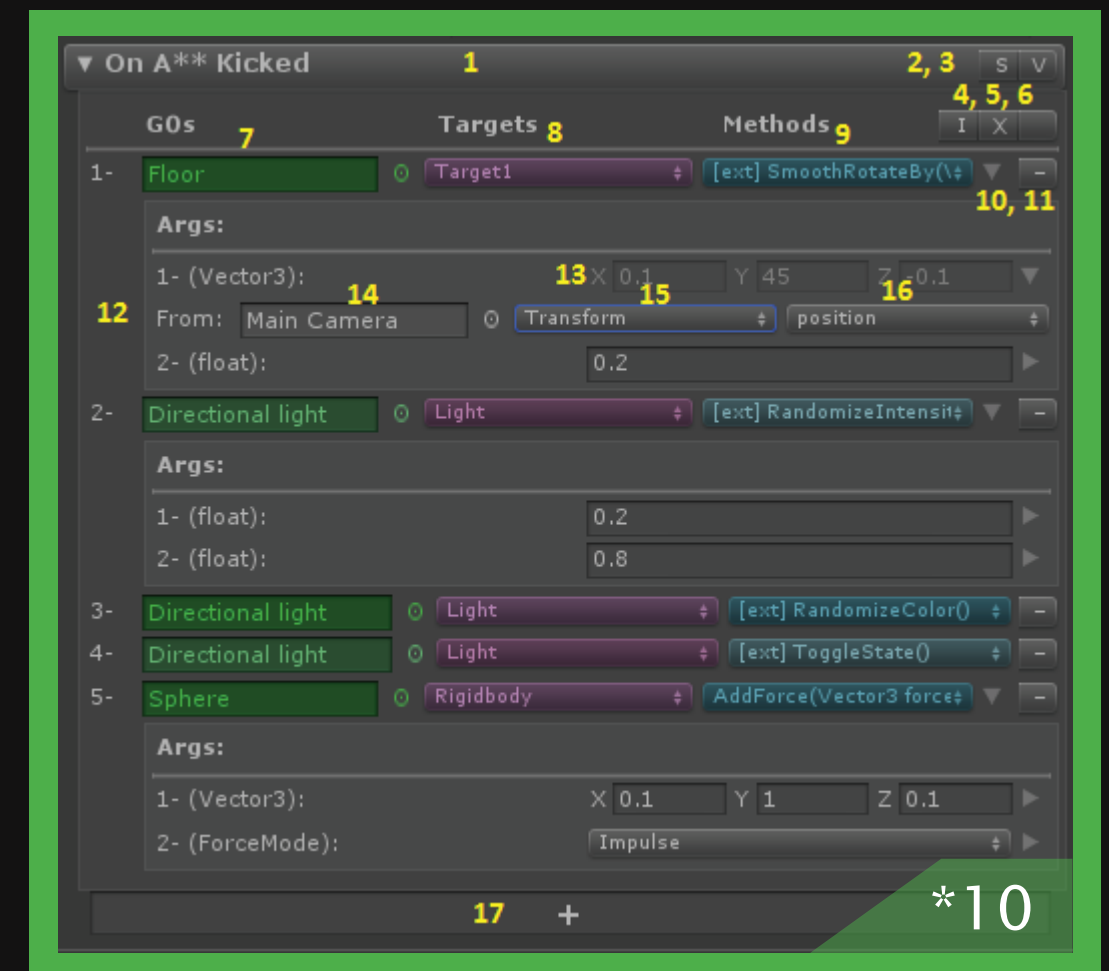 ▼ On A** Kicked 1 2, 3 S V
4, 5, 6
GOs 7 Targets 8 Methods 9 I X
1- Floor Target1 [ext] SmoothRotateBy(\ −
10, 11
Args:
1- (Vector3): 13 X 0.1 Y 45 Z -0.1
14 15 16
12 From: Main Camera Transform position
2- (float): 0.2
2- Directional light Light [ext] RandomizeIntensit −
Args:
1- (float): 0.2
2- (float): 0.8
3- Directional light Light [ext] RandomizeColor() −
4- Directional light Light [ext] ToggleState() −
5- Sphere Rigidbody AddForce(Vector3 force −
Args:
1- (Vector3): X 0.1 Y 1 Z 0.1
2- (ForceMode): Impulse
17 +
*10